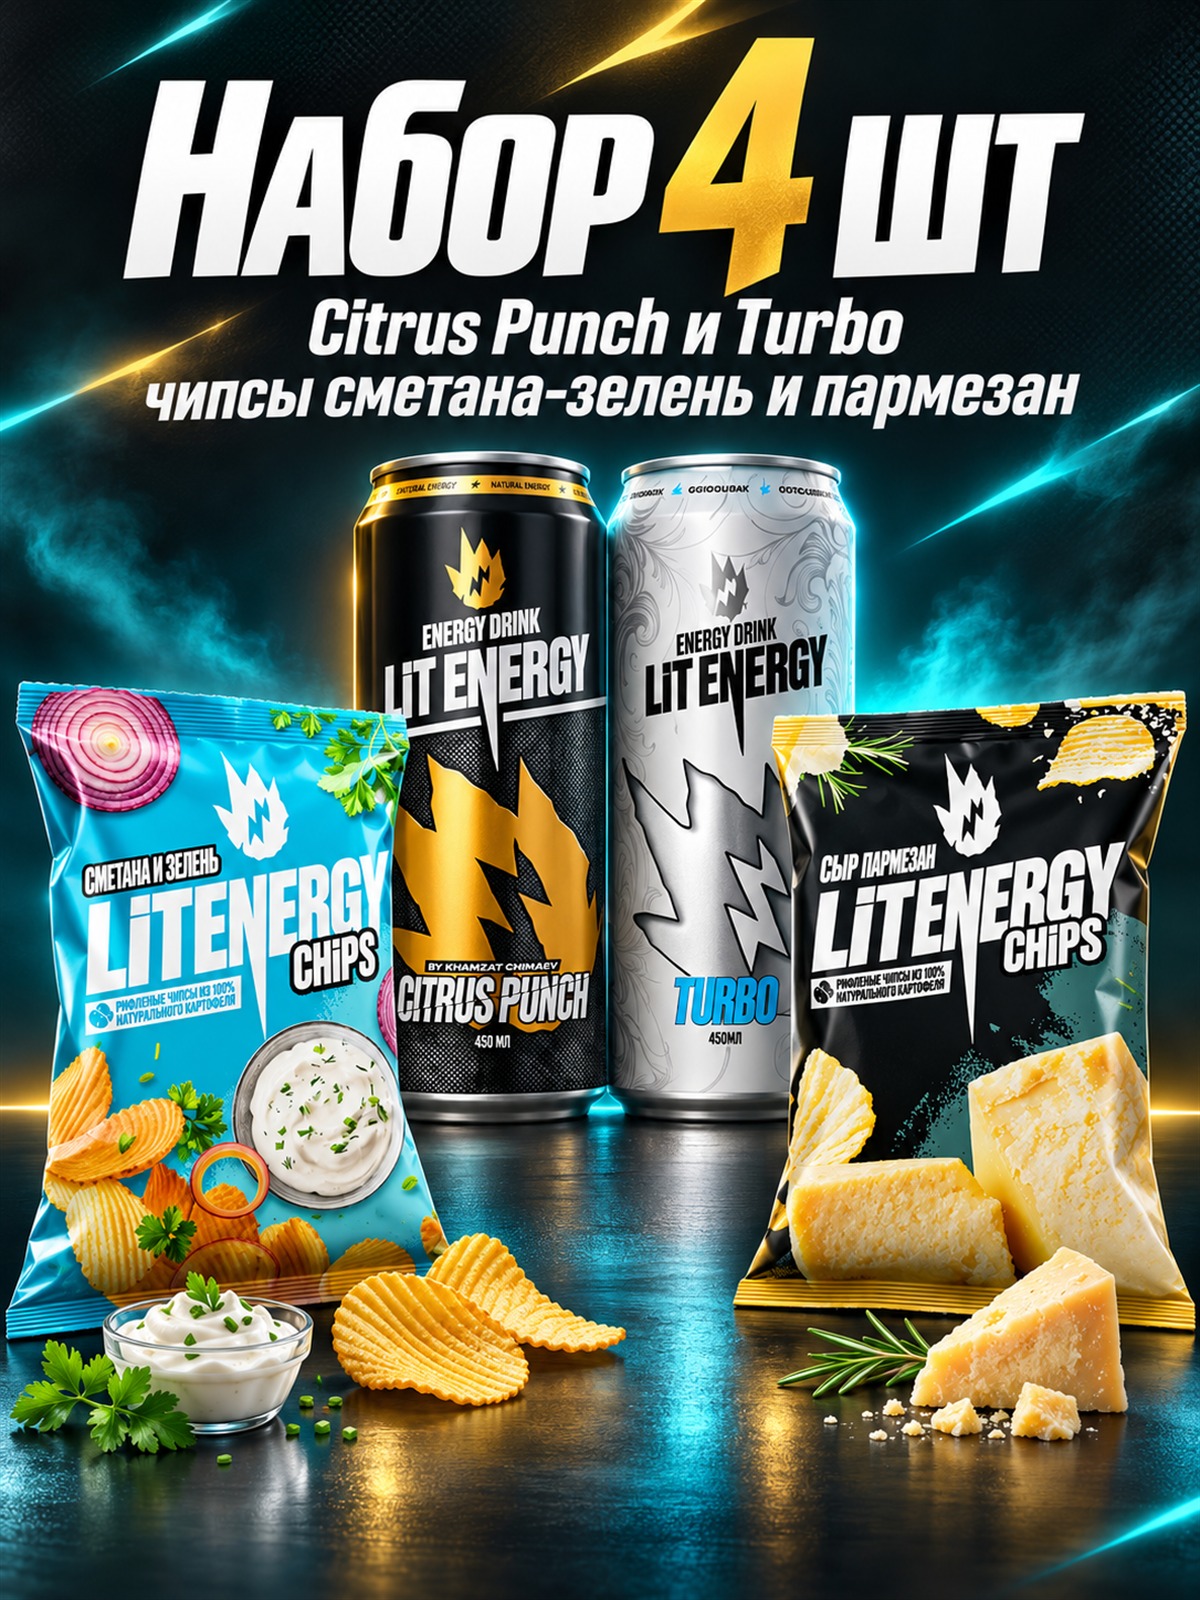 Набор 4 шт
Citrus Punch и Turbo
чипсы сметана-зелень и пармезан
NATURAL ENERGY
ENERGY DRINK
LIT ENERGY
BY KHAMZAT CHIMAEV
CITRUS PUNCH
450 МЛ
ENERGY DRINK
LIT ENERGY
TURBO
450МЛ
СМЕТАНА И ЗЕЛЕНЬ
LITENERGY
CHIPS
РИФЛЕНЫЕ ЧИПСЫ ИЗ 100%
НАТУРАЛЬНОГО КАРТОФЕЛЯ
СЫР ПАРМЕЗАН
LITENERGY
CHIPS
РИФЛЕНЫЕ ЧИПСЫ ИЗ 100%
НАТУРАЛЬНОГО КАРТОФЕЛЯ